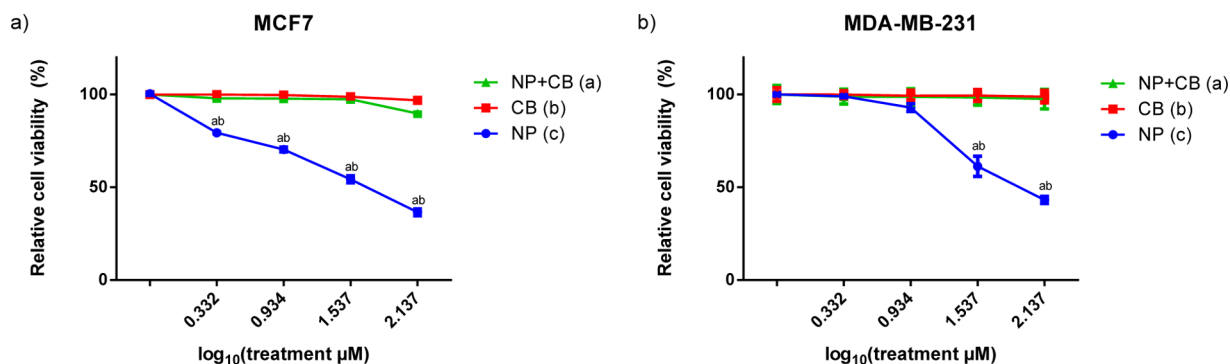 a)
MCF7
Relative cell viability (%)
100
50
0
ab
ab
ab
ab
0.332
0.934
1.537
2.137
log10(treatment µM)
NP+CB (a)
CB (b)
NP (c)
b)
MDA-MB-231
Relative cell viability (%)
100
50
0
ab
ab
0.332
0.934
1.537
2.137
log10(treatment µM)
NP+CB (a)
CB (b)
NP (c)